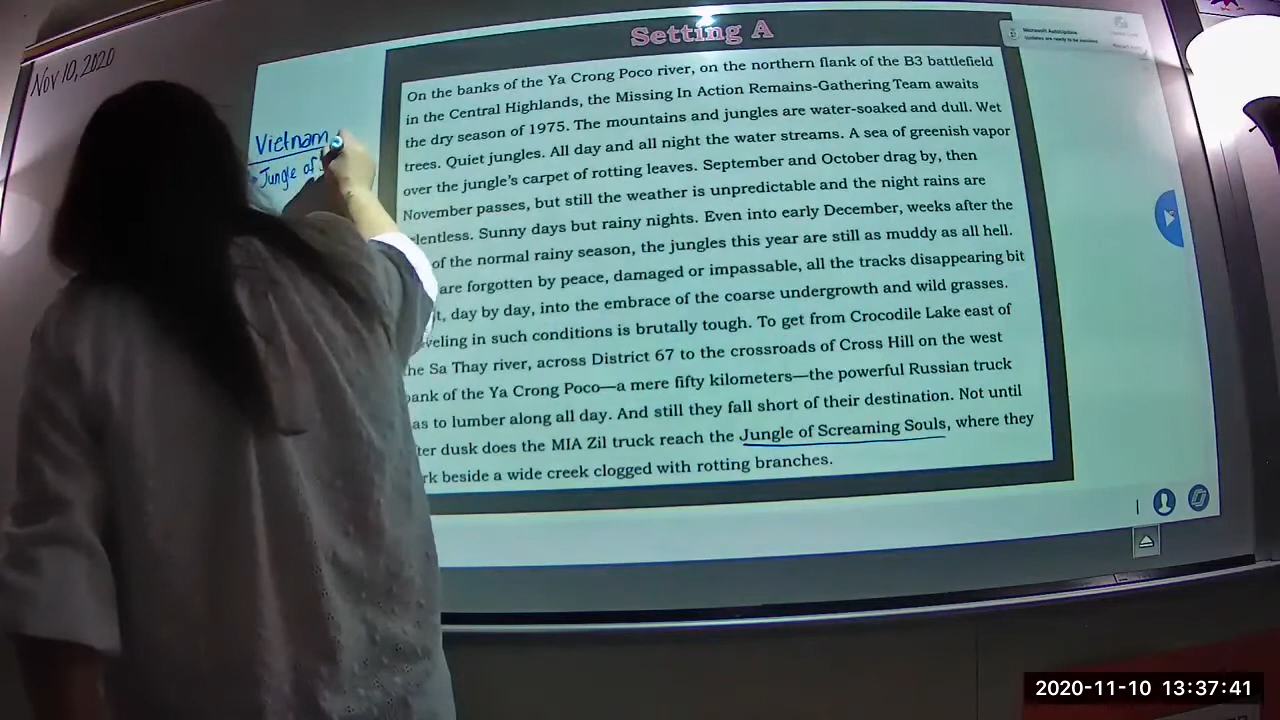 Setting A
Microsoft AutoUpdate
Updates are ready to be installed
Nov 10, 2020
Vietnam
Jungle of
On the banks of the Ya Crong Poco river, on the northern flank of the B3 battlefield
in the Central Highlands, the Missing In Action Remains-Gathering Team awaits
the dry season of 1975. The mountains and jungles are water-soaked and dull. Wet
trees. Quiet jungles. All day and all night the water streams. A sea of greenish vapor
over the jungle's carpet of rotting leaves. September and October drag by, then
November passes, but still the weather is unpredictable and the night rains are
lentless. Sunny days but rainy nights. Even into early December, weeks after the
of the normal rainy season, the jungles this year are still as muddy as all hell.
are forgotten by peace, damaged or impassable, all the tracks disappearing bit
t, day by day, into the embrace of the coarse undergrowth and wild grasses.
veling in such conditions is brutally tough. To get from Crocodile Lake east of
he Sa Thay river, across District 67 to the crossroads of Cross Hill on the west
ank of the Ya Crong Poco—a mere fifty kilometers—the powerful Russian truck
as to lumber along all day. And still they fall short of their destination. Not until
ter dusk does the MIA Zil truck reach the Jungle of Screaming Souls, where they
rk beside a wide creek clogged with rotting branches.
2020-11-10 13:37:41